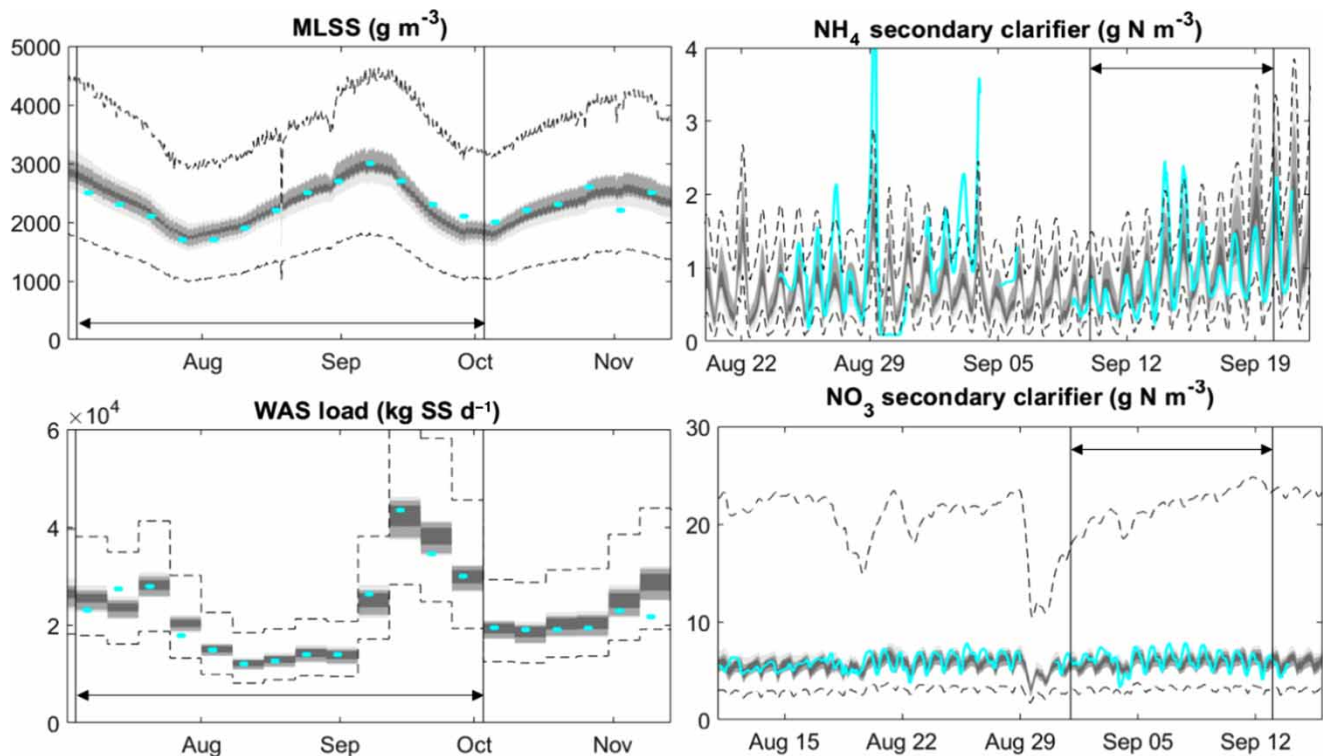 MLSS (g m⁻³)
5000
4000
3000
2000
1000
0
Aug Sep Oct Nov
NH₄ secondary clarifier (g N m⁻³)
4
3
2
1
0
Aug 22 Aug 29 Sep 05 Sep 12 Sep 19
WAS load (kg SS d⁻¹)
×10⁴
6
4
2
0
Aug Sep Oct Nov
NO₃ secondary clarifier (g N m⁻³)
30
20
10
0
Aug 15 Aug 22 Aug 29 Sep 05 Sep 12